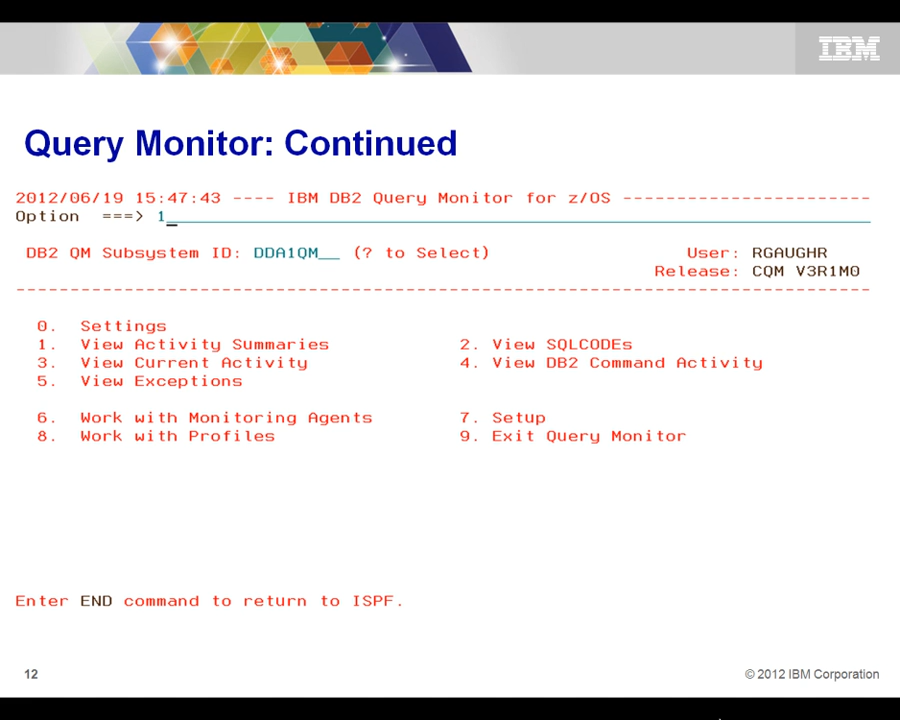 IBM
Query Monitor: Continued
2012/06/19 15:47:43 ---- IBM DB2 Query Monitor for z/OS -----------------------
Option ===> 1
DB2 QM Subsystem ID: DDA1QM__ (? to Select) User: RGAUGHR
Release: CQM V3R1M0
-------------------------------------------------------------------------------
0. Settings
1. View Activity Summaries 2. View SQLCODEs
3. View Current Activity 4. View DB2 Command Activity
5. View Exceptions
6. Work with Monitoring Agents 7. Setup
8. Work with Profiles 9. Exit Query Monitor
Enter END command to return to ISPF.
12 © 2012 IBM Corporation